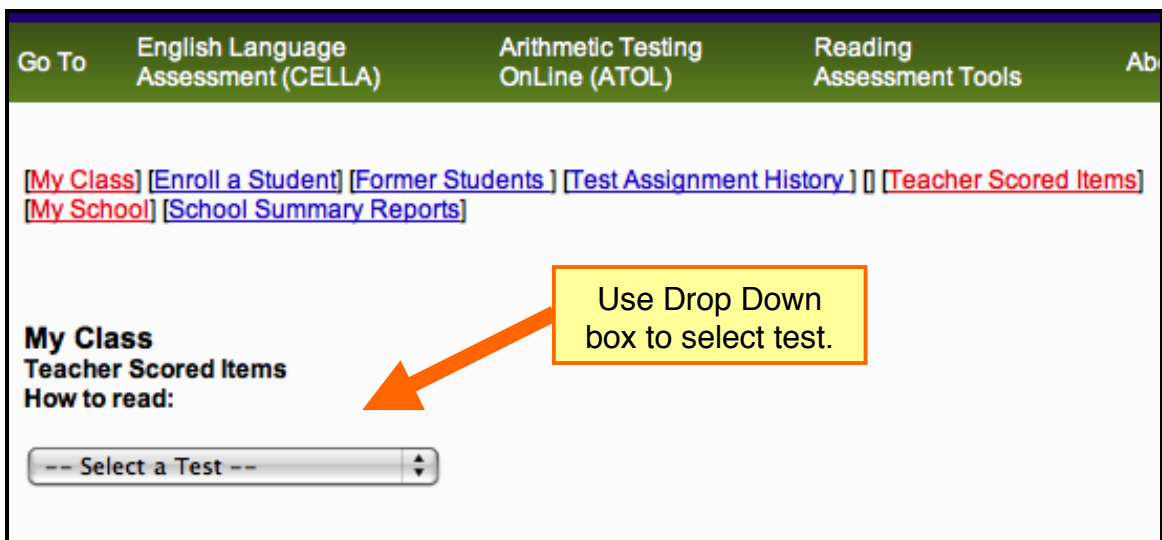 Go To English Language Arithmetic Testing Reading Ab
Assessment (CELLA) OnLine (ATOL) Assessment Tools
[My Class] [Enroll a Student] [Former Students ] [Test Assignment History ] [] [Teacher Scored Items]
[My School] [School Summary Reports]
Use Drop Down
box to select test.
My Class
Teacher Scored Items
How to read:
-- Select a Test --